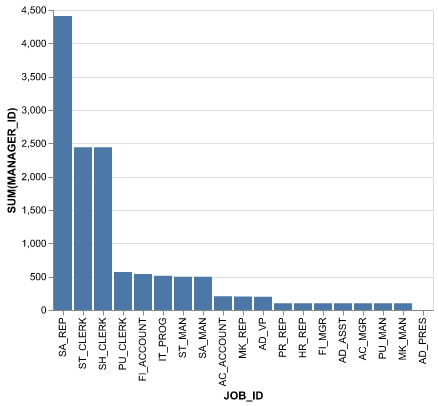 4,500
4,000
3,500
3,000
2,500
2,000
1,500
1,000
500
0
SUM(MANAGER_ID)
SA_REP
ST_CLERK
SH_CLERK
PU_CLERK
FI_ACCOUNT
IT_PROG
ST_MAN
SA_MAN
AC_ACCOUNT
MK_REP
AD_VP
PR_REP
HR_REP
FI_MGR
AD_ASST
AC_MGR
PU_MAN
MK_MAN
AD_PRES
JOB_ID